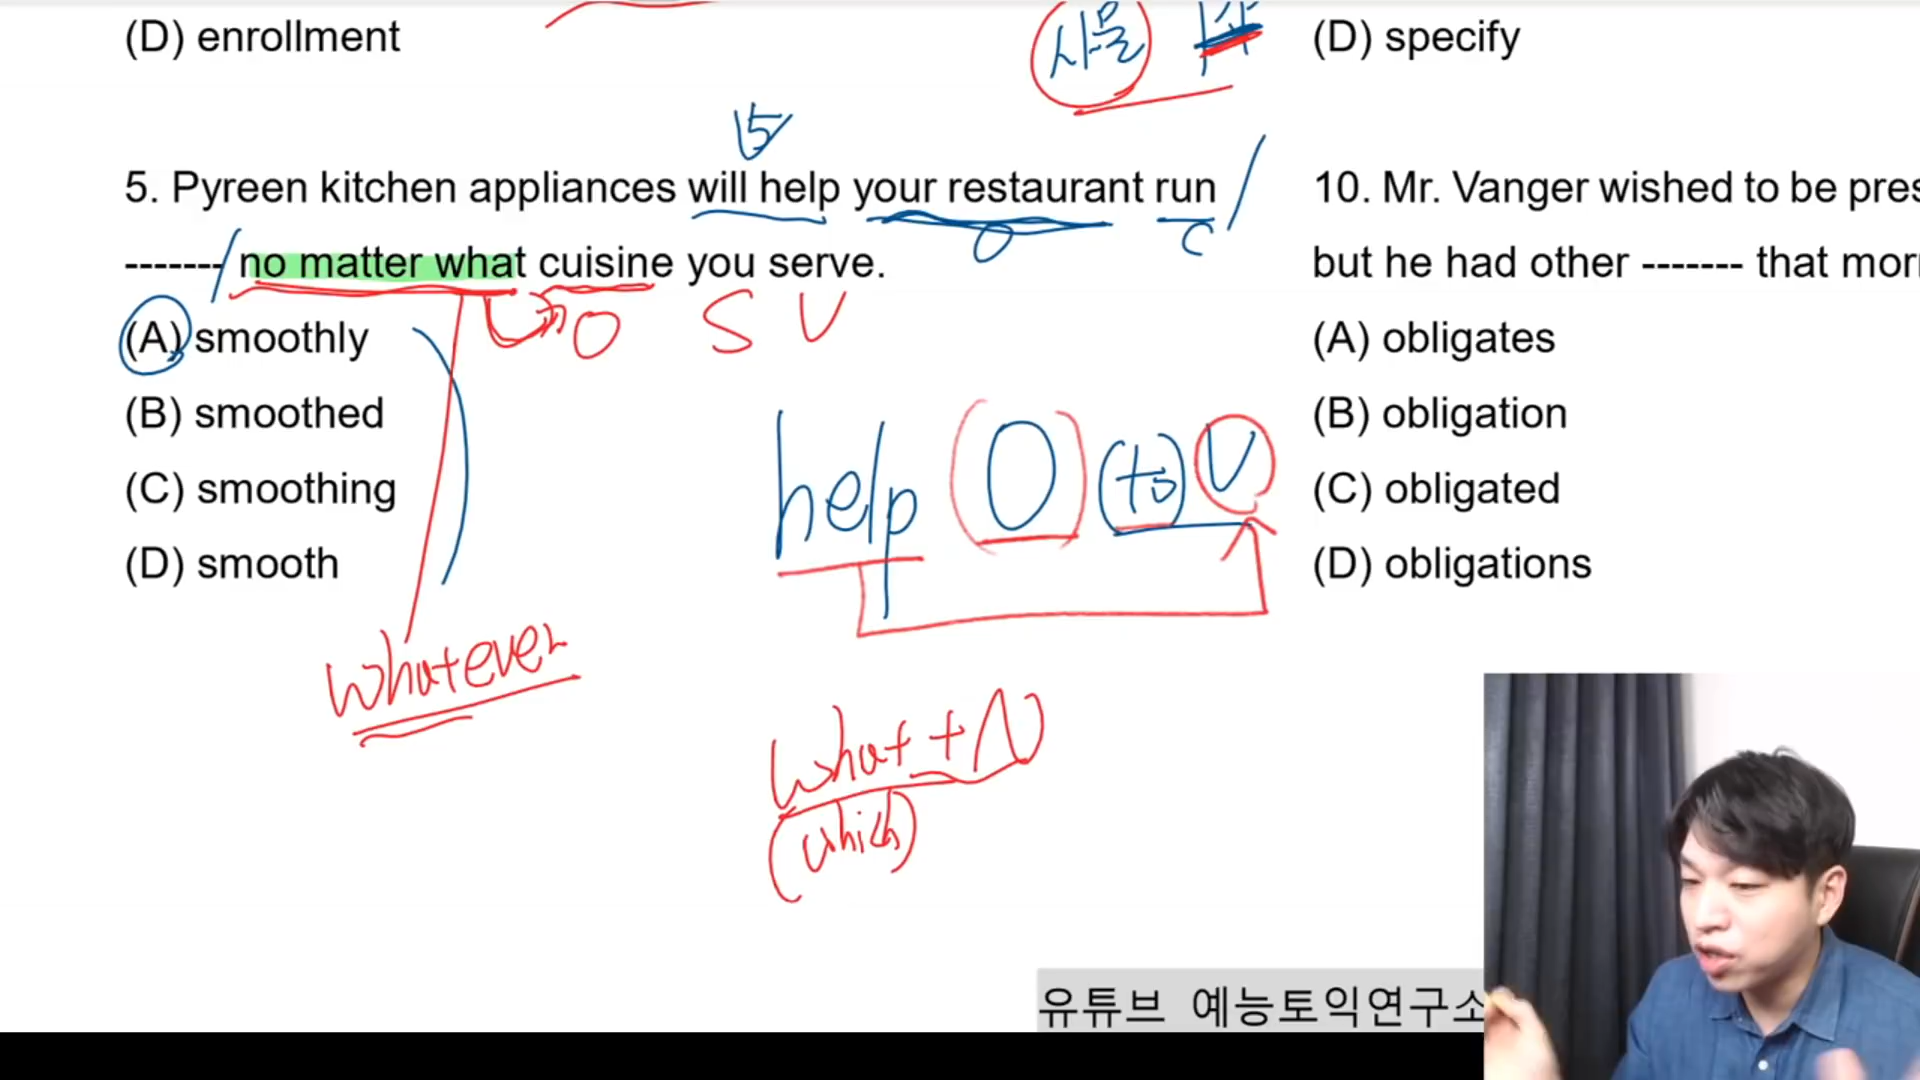 (D) enrollment
사물
(D) specify
5
5. Pyreen kitchen appliances will help your restaurant run
O
C
------- no matter what cuisine you serve.
O S V
(A) smoothly
(B) smoothed
(C) smoothing
(D) smooth
help (O) (to) V
whatever
what + N
(which)
10. Mr. Vanger wished to be pres
but he had other ------- that morn
(A) obligates
(B) obligation
(C) obligated
(D) obligations
유튜브 예능토익연구소